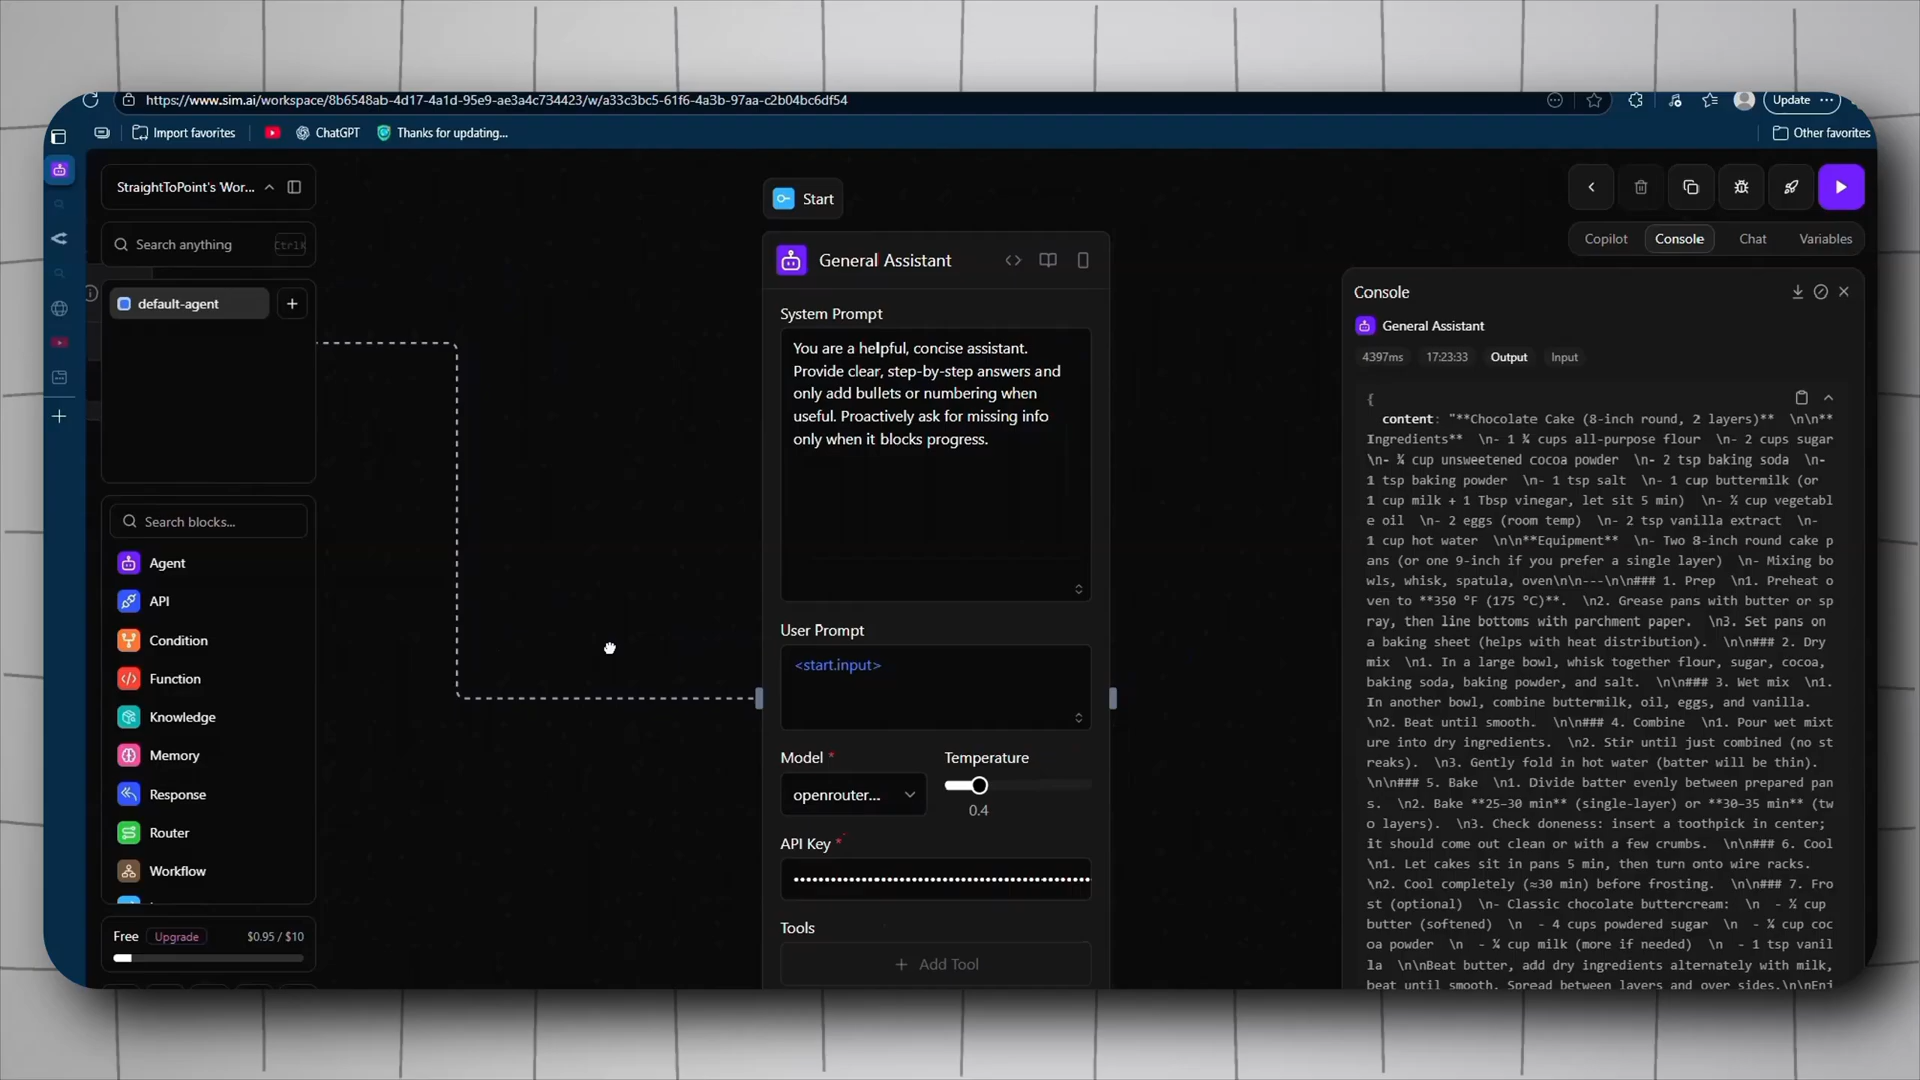 https://www.sim.ai/workspace/8b6548ab-4d17-4a1d-95e9-ae3a4c734423/w/a33c3bc5-61f6-4a3b-97aa-c2b04bc6df54
Update
Import favorites
ChatGPT
Thanks for updating...
Other favorites
StraightToPoint's Wor...
Search anything
Ctrl K
default-agent
Search blocks...
Agent
API
Condition
Function
Knowledge
Memory
Response
Router
Workflow
Free
Upgrade
$0.95 / $10
Start
General Assistant
System Prompt
You are a helpful, concise assistant.
Provide clear, step-by-step answers and
only add bullets or numbering when
useful. Proactively ask for missing info
only when it blocks progress.
User Prompt
<start.input>
Model *
Temperature
openrouter...
0.4
API Key *
Tools
+ Add Tool
Copilot
Console
Chat
Variables
Console
General Assistant
4397ms
17:23:33
Output
Input
{
content: "**Chocolate Cake (8-inch round, 2 layers)** \n\n**
Ingredients** \n- 1 ¾ cups all-purpose flour \n- 2 cups sugar
\n- ¾ cup unsweetened cocoa powder \n- 2 tsp baking soda \n-
1 tsp baking powder \n- 1 tsp salt \n- 1 cup buttermilk (or
1 cup milk + 1 Tbsp vinegar, let sit 5 min) \n- cup vegetabl
e oil \n- 2 eggs (room temp) \n- 2 tsp vanilla extract \n-
1 cup hot water \n\n**Equipment** \n- Two 8-inch round cake p
ans (or one 9-inch if you prefer a single layer) \n- Mixing bo
wls, whisk, spatula, oven\n\n---\n\n### 1. Prep \n1. Preheat o
ven to **350 °F (175 °C)**. \n2. Grease pans with butter or sp
ray, then line bottoms with parchment paper. \n3. Set pans on
a baking sheet (helps with heat distribution). \n\n### 2. Dry
mix \n1. In a large bowl, whisk together flour, sugar, cocoa,
baking soda, baking powder, and salt. \n\n### 3. Wet mix \n1.
In another bowl, combine buttermilk, oil, eggs, and vanilla.
\n2. Beat until smooth. \n\n### 4. Combine \n1. Pour wet mixt
ure into dry ingredients. \n2. Stir until just combined (no st
reaks). \n3. Gently fold in hot water (batter will be thin).
\n\n### 5. Bake \n1. Divide batter evenly between prepared pan
s. \n2. Bake **25–30 min** (single-layer) or **30–35 min** (tw
o layers). \n3. Check doneness: insert a toothpick in center;
it should come out clean or with a few crumbs. \n\n### 6. Cool
\n1. Let cakes sit in pans 5 min, then turn onto wire racks.
\n2. Cool completely (≈30 min) before frosting. \n\n### 7. Fro
st (optional) \n- Classic chocolate buttercream: \n - cup
butter (softened) \n - 4 cups powdered sugar \n - cup coc
oa powder \n - cup milk (more if needed) \n - 1 tsp vanil
la \n\nBeat butter, add dry ingredients alternately with milk,
beat until smooth. Spread between layers and over sides.\n\nEnj